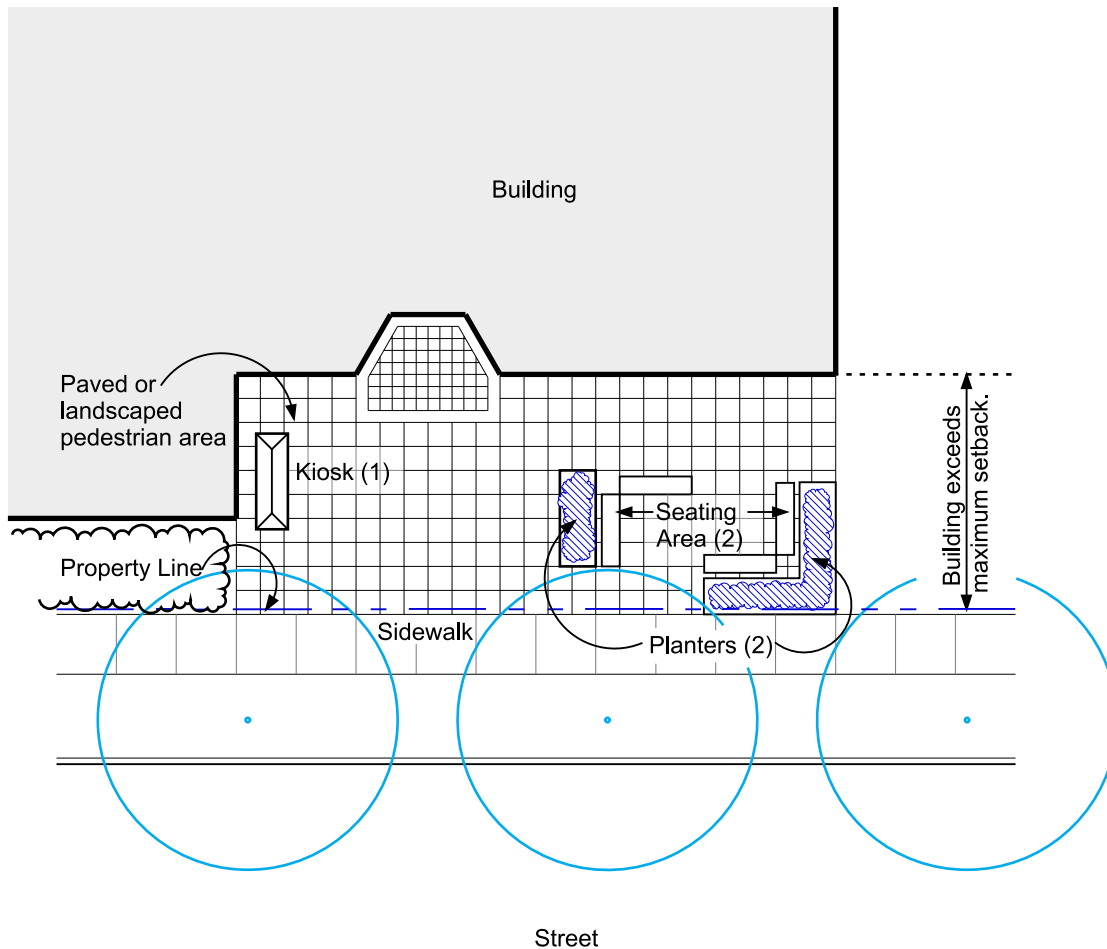 Building
Paved or
landscaped
pedestrian area
Kiosk (1)
Seating
Area (2)
Building exceeds
maximum setback.
Property Line
Sidewalk
Planters (2)
Street